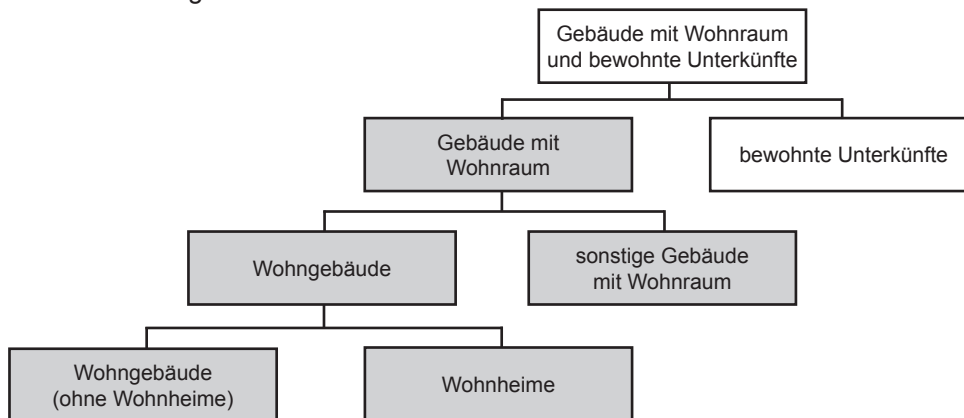 Gebäude mit Wohnraum
und bewohnte Unterkünfte
Gebäude mit
Wohnraum
bewohnte Unterkünfte
Wohngebäude
sonstige Gebäude
mit Wohnraum
Wohngebäude
(ohne Wohnheime)
Wohnheime